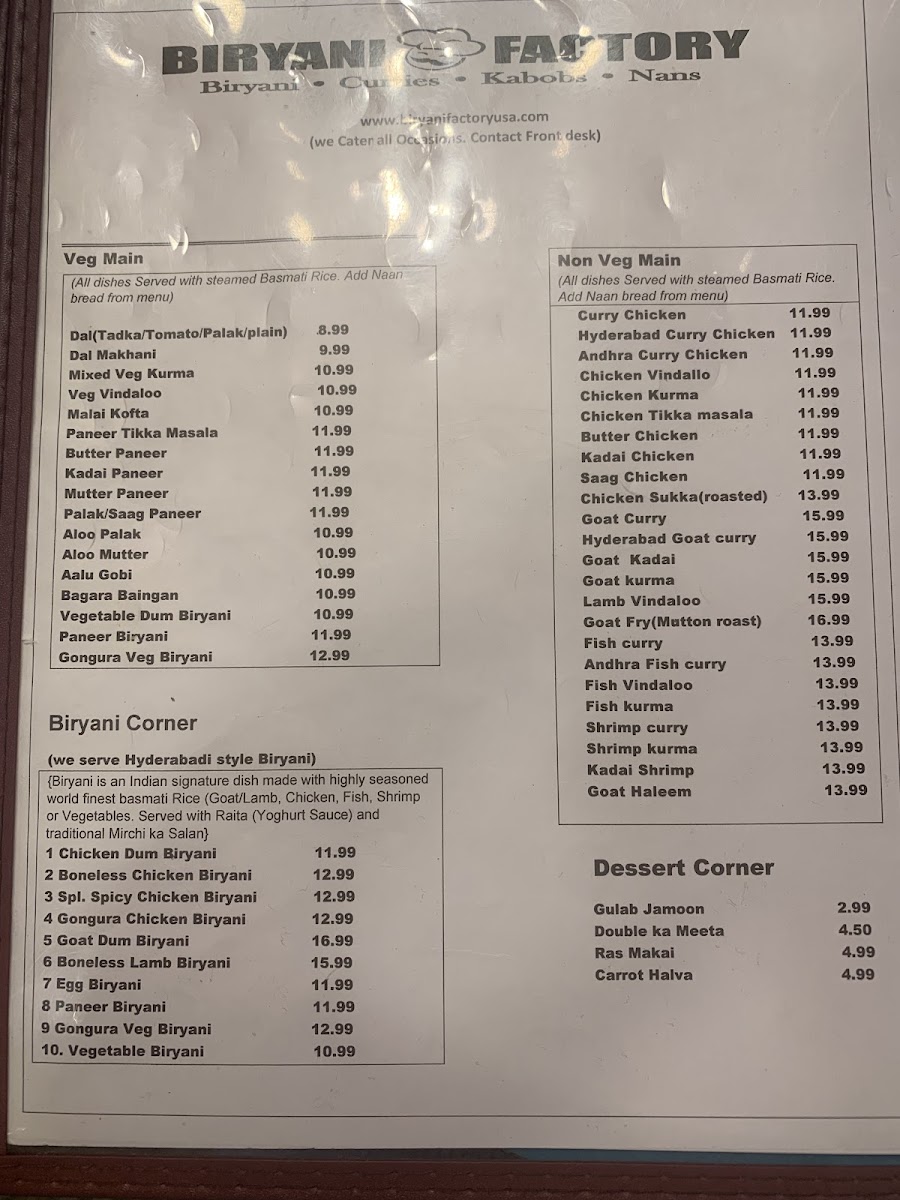 BIRYANI FACTORY
Biryani • Curries • Kabobs • Nans
www.biryanifactoryusa.com
(we Cater all Occasions. Contact Front desk)
Veg Main
(All dishes Served with steamed Basmati Rice. Add Naan
bread from menu)
Dal(Tadka/Tomato/Palak/plain) 8.99
Dal Makhani 9.99
Mixed Veg Kurma 10.99
Veg Vindaloo 10.99
Malai Kofta 10.99
Paneer Tikka Masala 11.99
Butter Paneer 11.99
Kadai Paneer 11.99
Mutter Paneer 11.99
Palak/Saag Paneer 11.99
Aloo Palak 10.99
Aloo Mutter 10.99
Aalu Gobi 10.99
Bagara Baingan 10.99
Vegetable Dum Biryani 10.99
Paneer Biryani 11.99
Gongura Veg Biryani 12.99
Biryani Corner
(we serve Hyderabadi style Biryani)
{Biryani is an Indian signature dish made with highly seasoned
world finest basmati Rice (Goat/Lamb, Chicken, Fish, Shrimp
or Vegetables. Served with Raita (Yoghurt Sauce) and
traditional Mirchi ka Salan}
1 Chicken Dum Biryani 11.99
2 Boneless Chicken Biryani 12.99
3 Spl. Spicy Chicken Biryani 12.99
4 Gongura Chicken Biryani 12.99
5 Goat Dum Biryani 16.99
6 Boneless Lamb Biryani 15.99
7 Egg Biryani 11.99
8 Paneer Biryani 11.99
9 Gongura Veg Biryani 12.99
10. Vegetable Biryani 10.99
Non Veg Main
(All dishes Served with steamed Basmati Rice.
Add Naan bread from menu)
Curry Chicken 11.99
Hyderabad Curry Chicken 11.99
Andhra Curry Chicken 11.99
Chicken Vindallo 11.99
Chicken Kurma 11.99
Chicken Tikka masala 11.99
Butter Chicken 11.99
Kadai Chicken 11.99
Saag Chicken 11.99
Chicken Sukka(roasted) 13.99
Goat Curry 15.99
Hyderabad Goat curry 15.99
Goat Kadai 15.99
Goat kurma 15.99
Lamb Vindaloo 15.99
Goat Fry(Mutton roast) 16.99
Fish curry 13.99
Andhra Fish curry 13.99
Fish Vindaloo 13.99
Fish kurma 13.99
Shrimp curry 13.99
Shrimp kurma 13.99
Kadai Shrimp 13.99
Goat Haleem 13.99
Dessert Corner
Gulab Jamoon 2.99
Double ka Meeta 4.50
Ras Makai 4.99
Carrot Halva 4.99